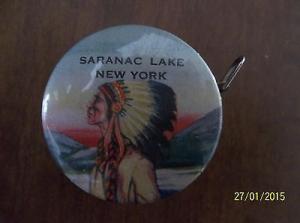 SARANAC LAKE
NEW YORK
27/01/2015